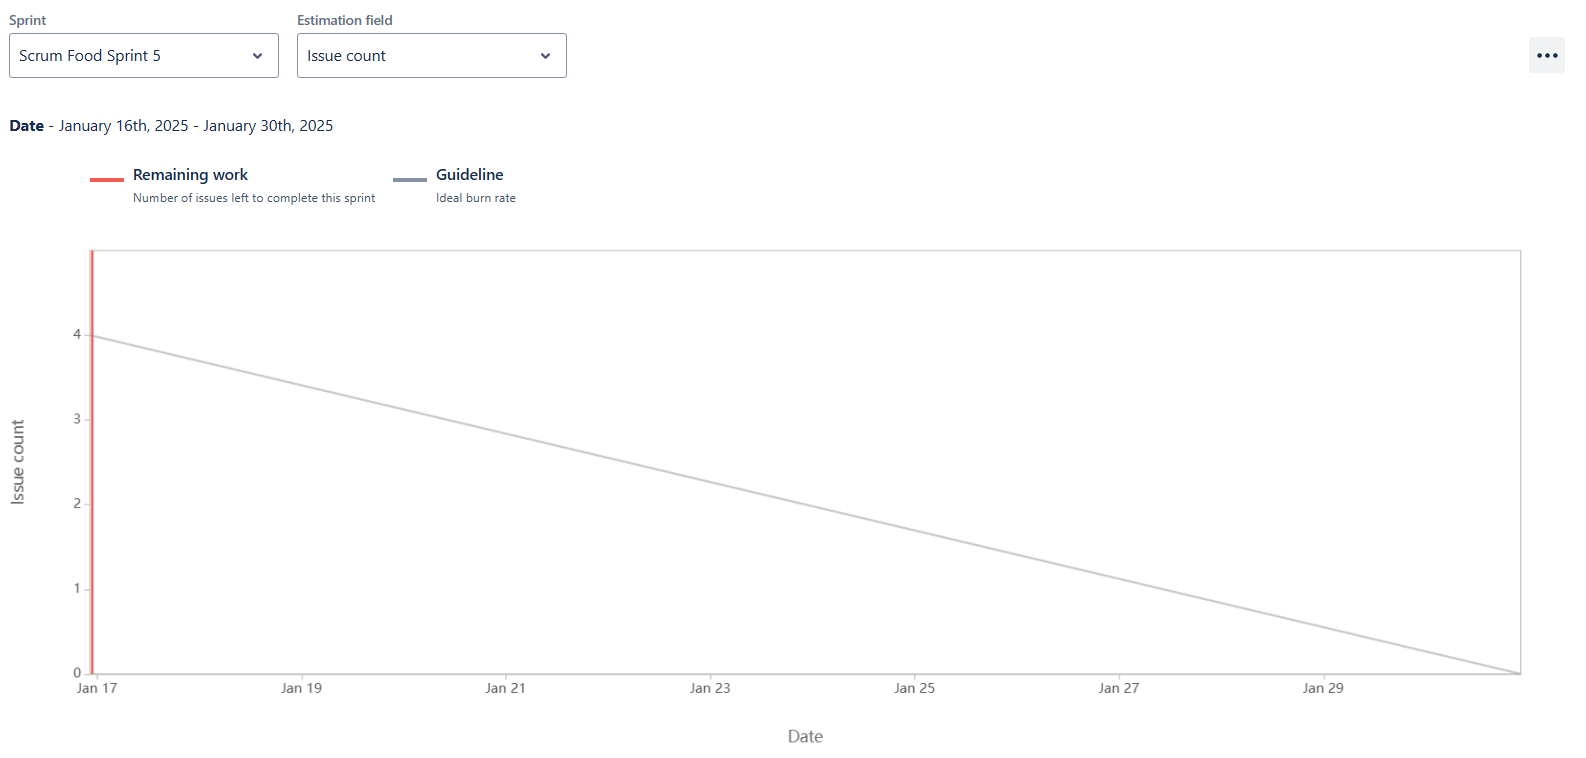 Sprint
Estimation field
Scrum Food Sprint 5
Issue count
Date - January 16th, 2025 - January 30th, 2025
Remaining work
Number of issues left to complete this sprint
Guideline
Ideal burn rate
Issue count
4
3
2
1
0
Jan 17
Jan 19
Jan 21
Jan 23
Jan 25
Jan 27
Jan 29
Date